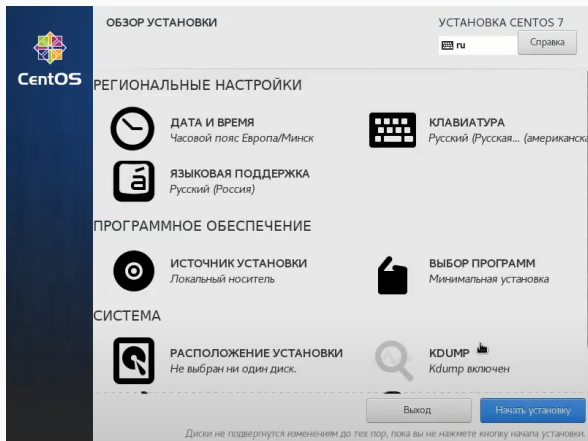 ОБЗОР УСТАНОВКИ
УСТАНОВКА CENTOS 7
ru
Справка
CentOS
РЕГИОНАЛЬНЫЕ НАСТРОЙКИ
ДАТА И ВРЕМЯ
Часовой пояс Европа/Минск
КЛАВИАТУРА
Русский (Русская... (американска
ЯЗЫКОВАЯ ПОДДЕРЖКА
Русский (Россия)
ПРОГРАММНОЕ ОБЕСПЕЧЕНИЕ
ИСТОЧНИК УСТАНОВКИ
Локальный носитель
ВЫБОР ПРОГРАММ
Минимальная установка
СИСТЕМА
РАСПОЛОЖЕНИЕ УСТАНОВКИ
Не выбран ни один диск.
KDUMP
Kdump включен
Выход
Начать установку
Диски не подвергнутся изменениям до тех пор, пока вы не нажмете кнопку начала установки.